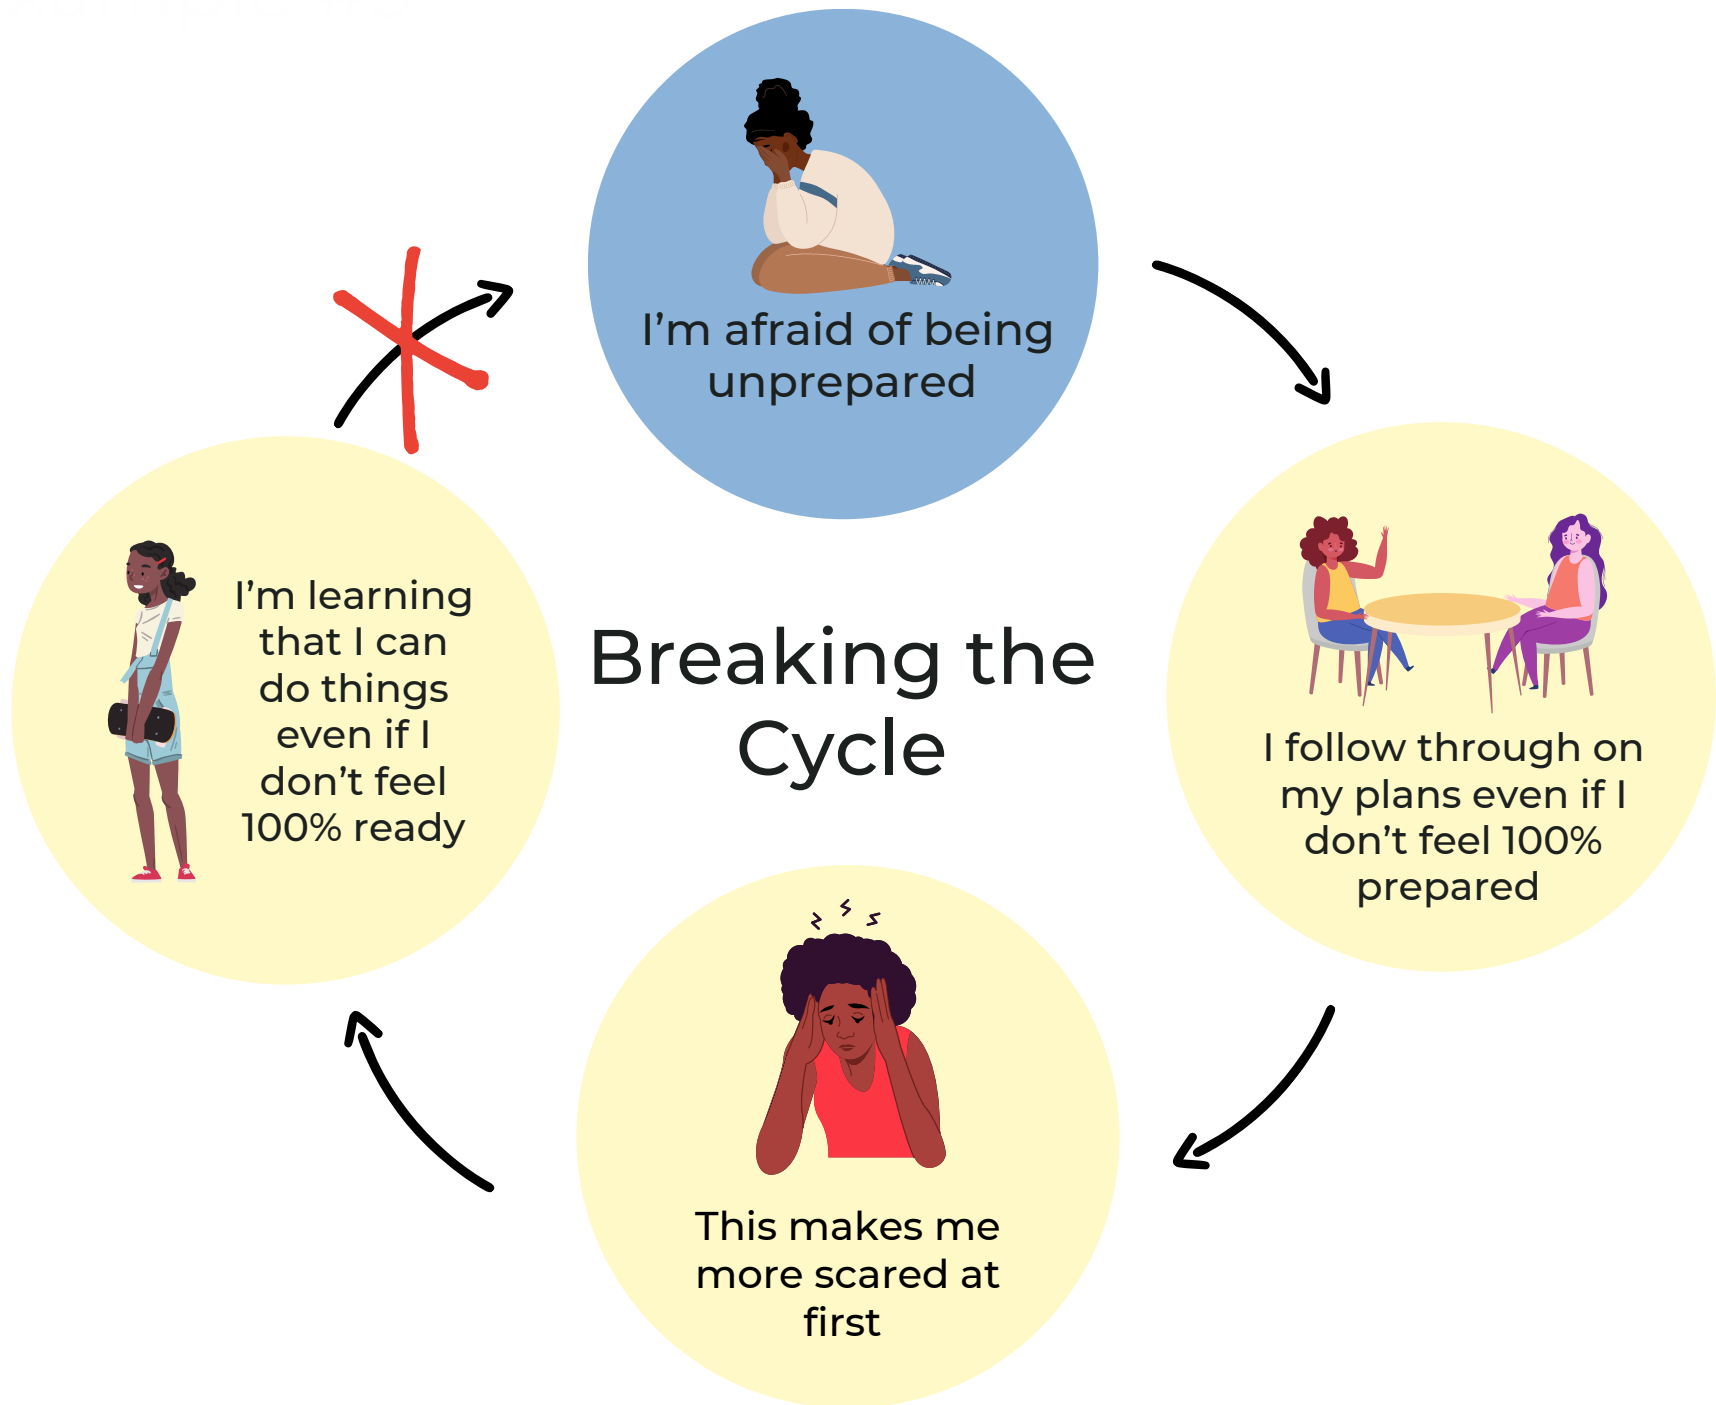 I’m afraid of being
unprepared
I follow through on
my plans even if I
don’t feel 100%
prepared
This makes me
more scared at
first
I’m learning
that I can
do things
even if I
don’t feel
100% ready
Breaking the
Cycle